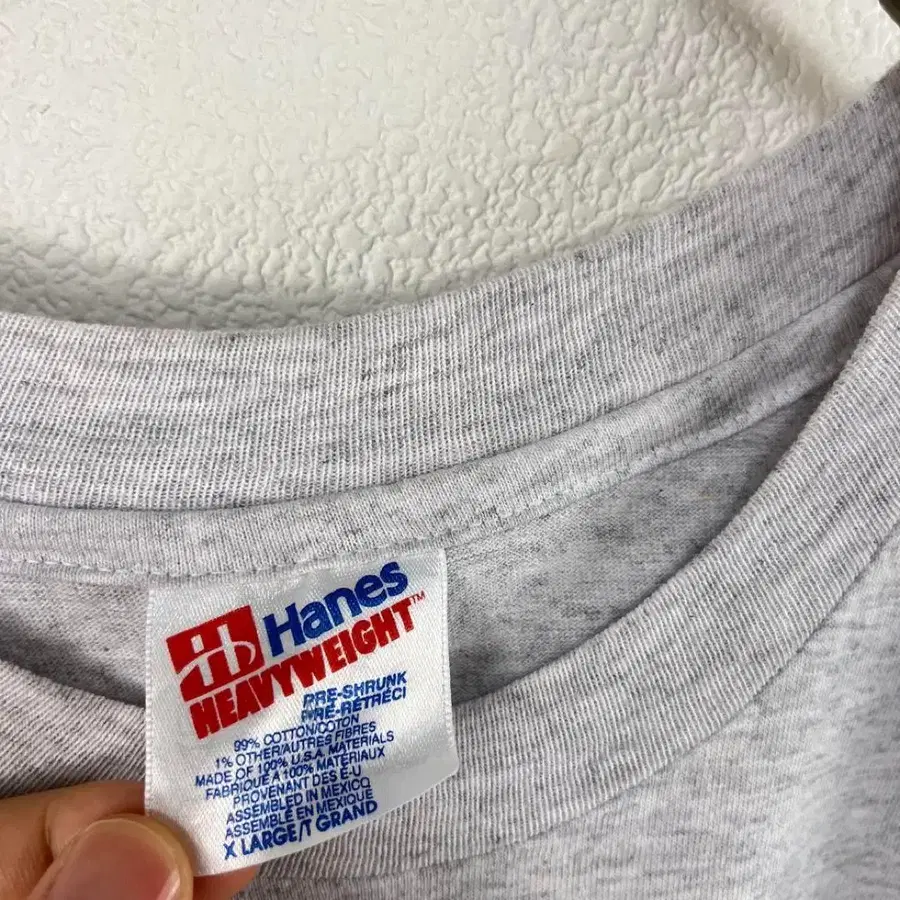 Hanes
HEAVYWEIGHT™
PRE-SHRUNK
PRÉ-RÉTRÉCI
99% COTTON/COTON
1% OTHER/AUTRES FIBRES
MADE OF 100% U.S.A. MATERIALS
FABRIQUÉ À 100% MATERIAUX
PROVENANT DES É-U
ASSEMBLED IN MEXICO
ASSEMBLÉ EN MEXIQUE
X LARGE/T GRAND